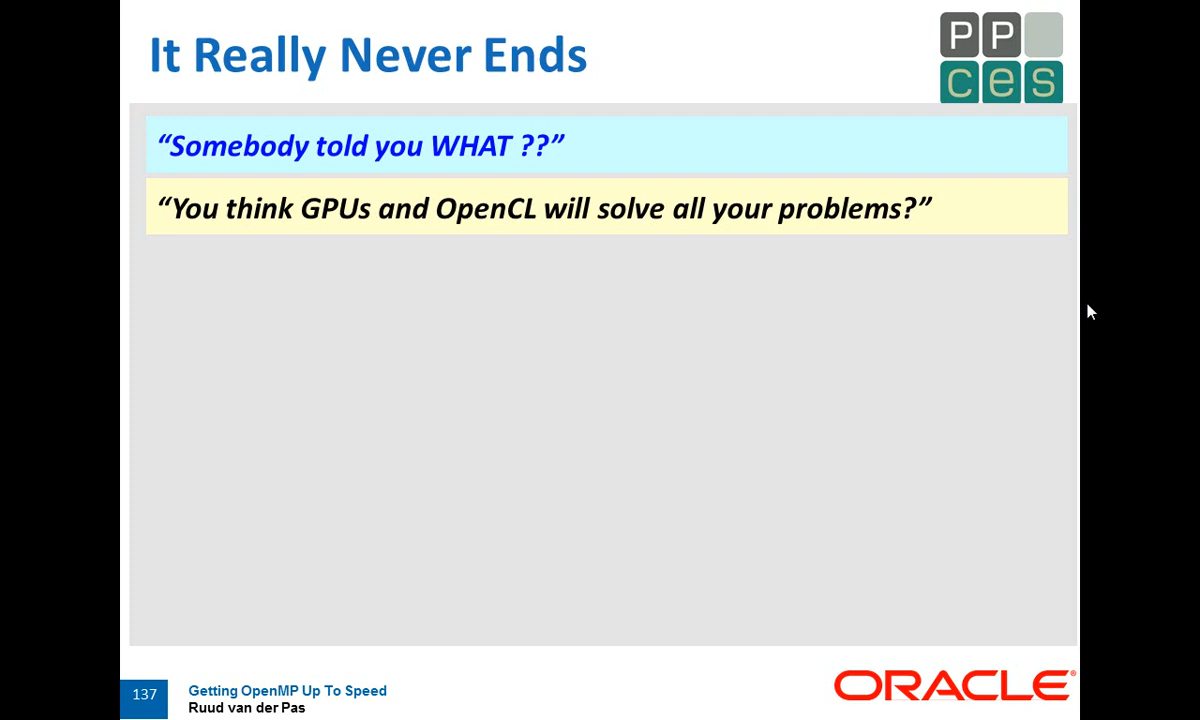 It Really Never Ends
PP
ces
“Somebody told you WHAT ??”
“You think GPUs and OpenCL will solve all your problems?”
137
Getting OpenMP Up To Speed
Ruud van der Pas
ORACLE®